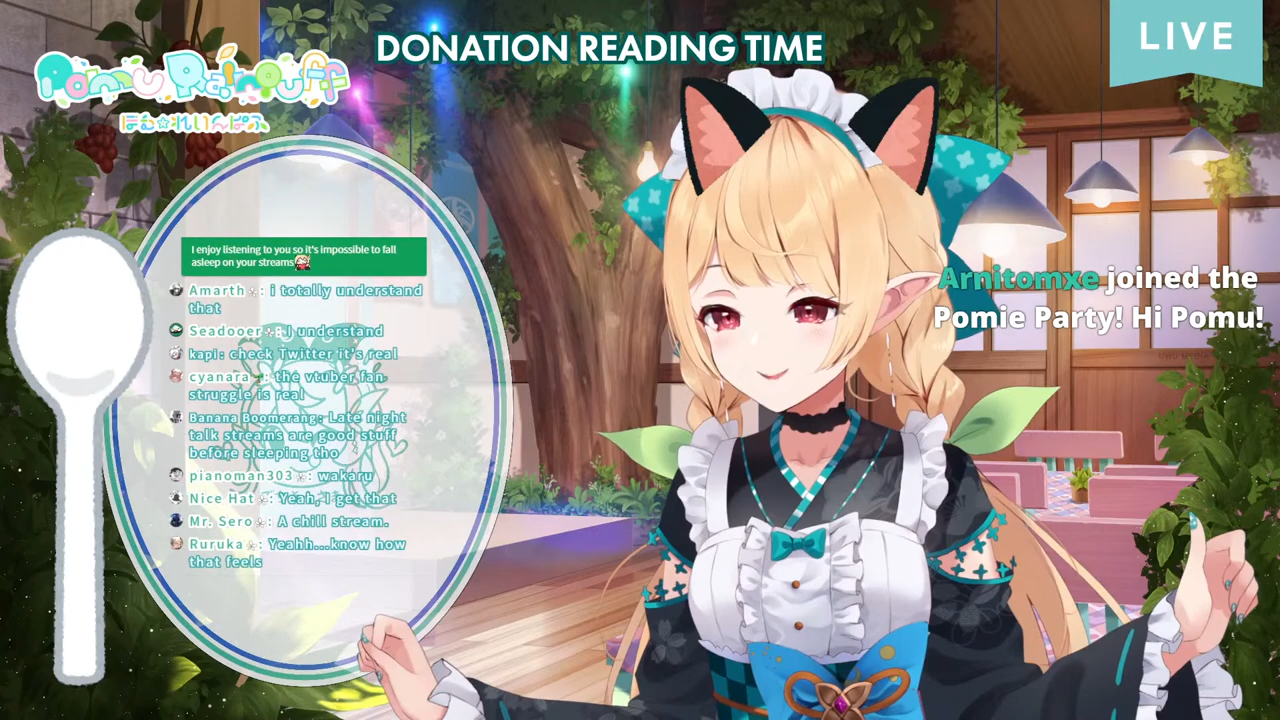 DONATION READING TIME
LIVE
Pomu Rainpuff
ぽむ☆れいんぱふ
I enjoy listening to you so it's impossible to fall
asleep on your streams
Amarth: i totally understand
that
Seadooer: I understand
kapi: check Twitter it's real
cyanara: the vtuber fan
struggle is real
Banana Boomerang: Late night
talk streams are good stuff
before sleeping tho
pianoman303: wakaru
Nice Hat: Yeah, I get that
Mr. Sero: A chill stream.
Ruruka: Yeahh...know how
that feels
Arnitomxe joined the
Pomie Party! Hi Pomu!